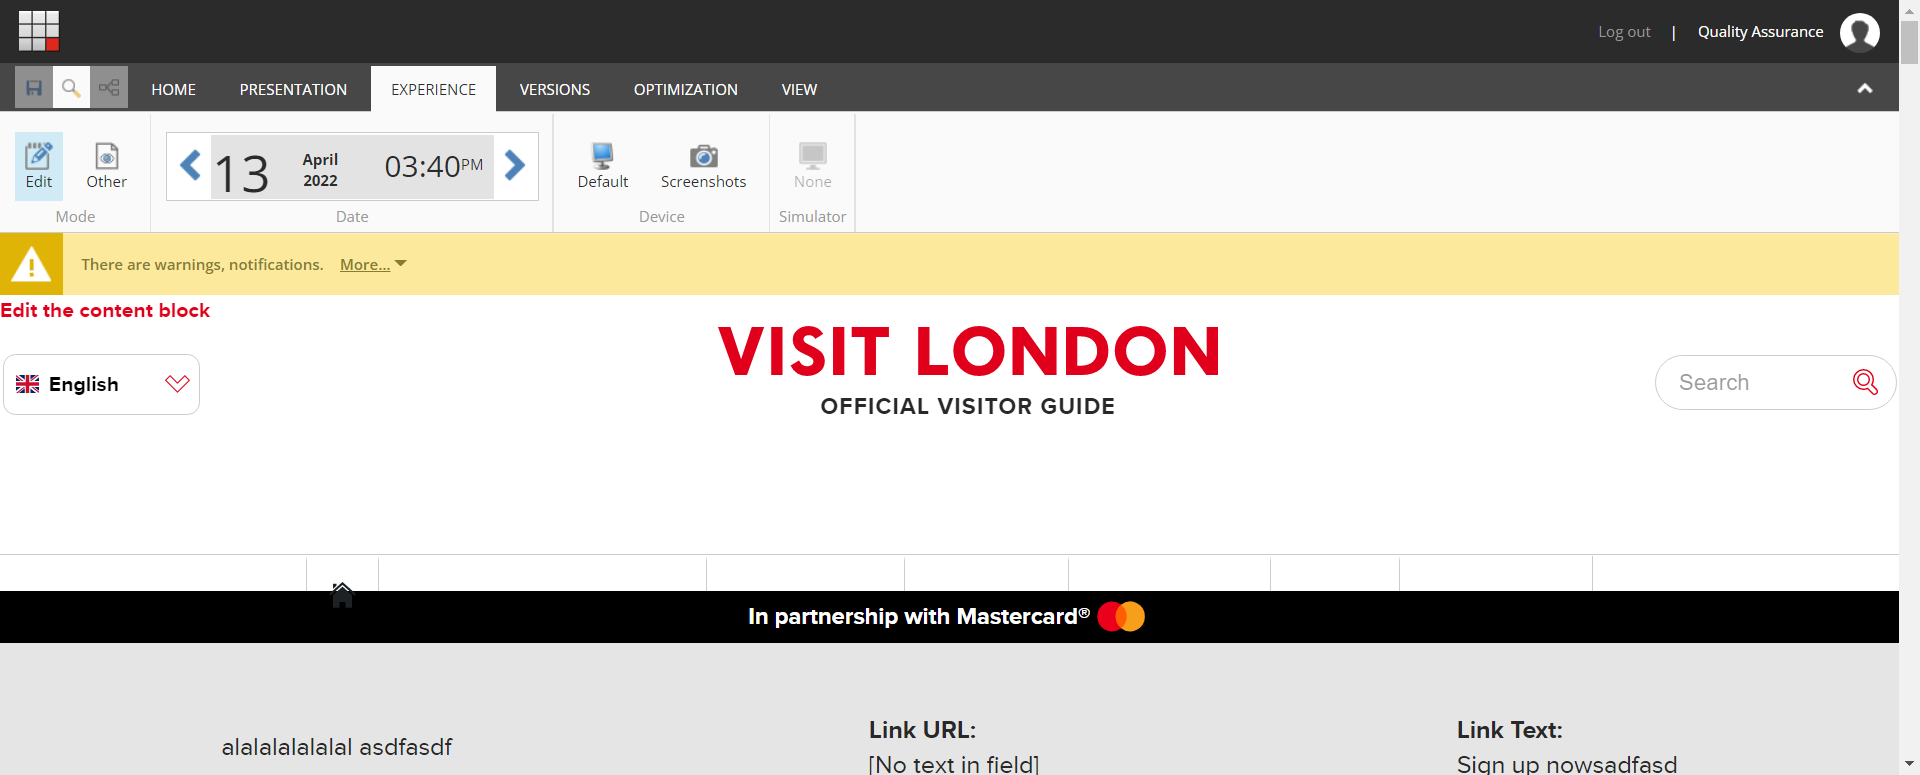 Log out | Quality Assurance
HOME PRESENTATION EXPERIENCE VERSIONS OPTIMIZATION VIEW
Edit Other
Mode
13 April 2022 03:40PM
Date
Default Screenshots
Device
None
Simulator
There are warnings, notifications. More...
Edit the content block
VISIT LONDON
OFFICIAL VISITOR GUIDE
English
Search
In partnership with Mastercard®
alalalalalalal asdfasdf
Link URL:
[No text in field]
Link Text:
Sign up nowsadfasd